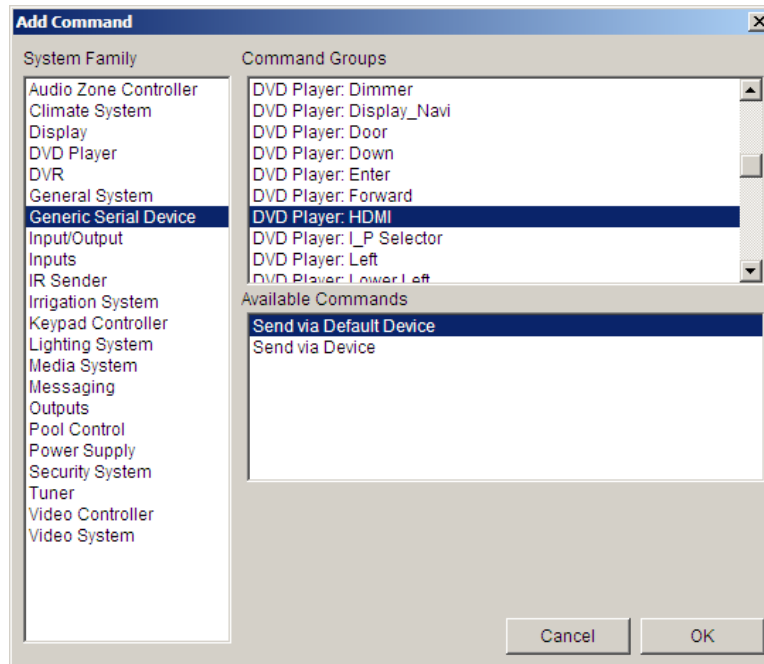 Add Command
System Family
Audio Zone Controller
Climate System
Display
DVD Player
DVR
General System
Generic Serial Device
Input/Output
Inputs
IR Sender
Irrigation System
Keypad Controller
Lighting System
Media System
Messaging
Outputs
Pool Control
Power Supply
Security System
Tuner
Video Controller
Video System
Command Groups
DVD Player: Dimmer
DVD Player: Display_Navi
DVD Player: Door
DVD Player: Down
DVD Player: Enter
DVD Player: Forward
DVD Player: HDMI
DVD Player: I_P Selector
DVD Player: Left
DVD Player: Lower Left
Available Commands
Send via Default Device
Send via Device
Cancel
OK